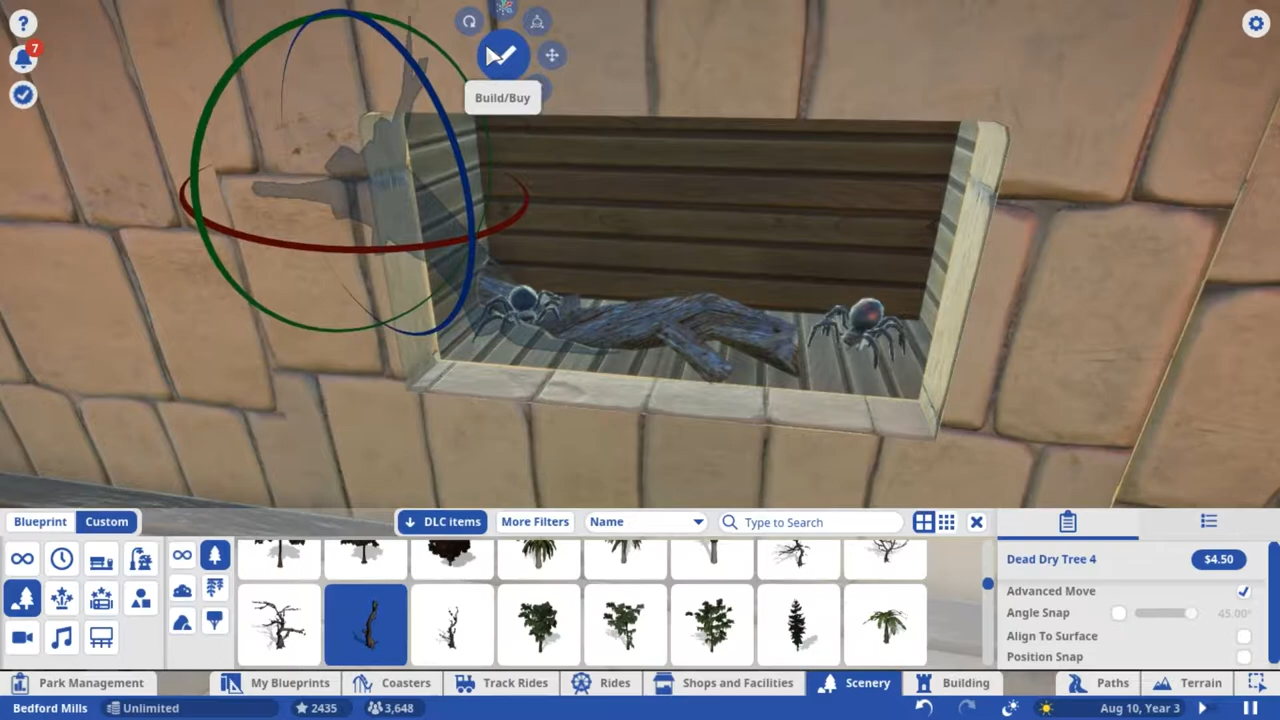 ?
7
Build/Buy
Blueprint
Custom
DLC items
More Filters
Name
Type to Search
Dead Dry Tree 4
$4.50
Advanced Move
Angle Snap
45.00°
Align To Surface
Position Snap
Park Management
My Blueprints
Coasters
Track Rides
Rides
Shops and Facilities
Scenery
Building
Paths
Terrain
Bedford Mills
Unlimited
2435
3,648
Aug 10, Year 3